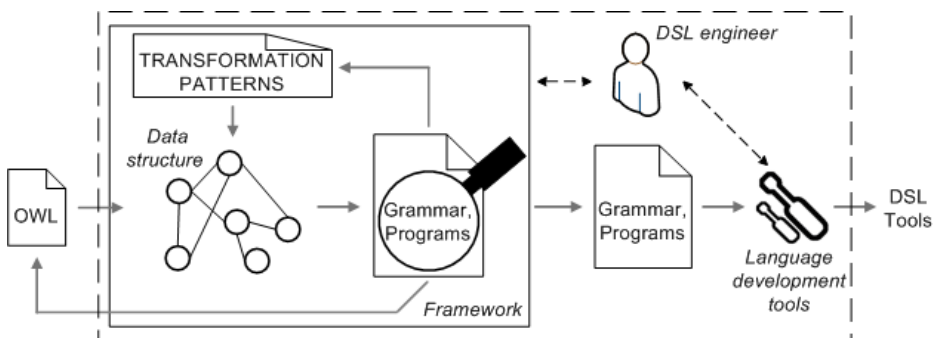 TRANSFORMATION
PATTERNS
DSL engineer
Data
structure
OWL
Grammar,
Programs
Grammar,
Programs
DSL
Tools
Language
development
tools
Framework